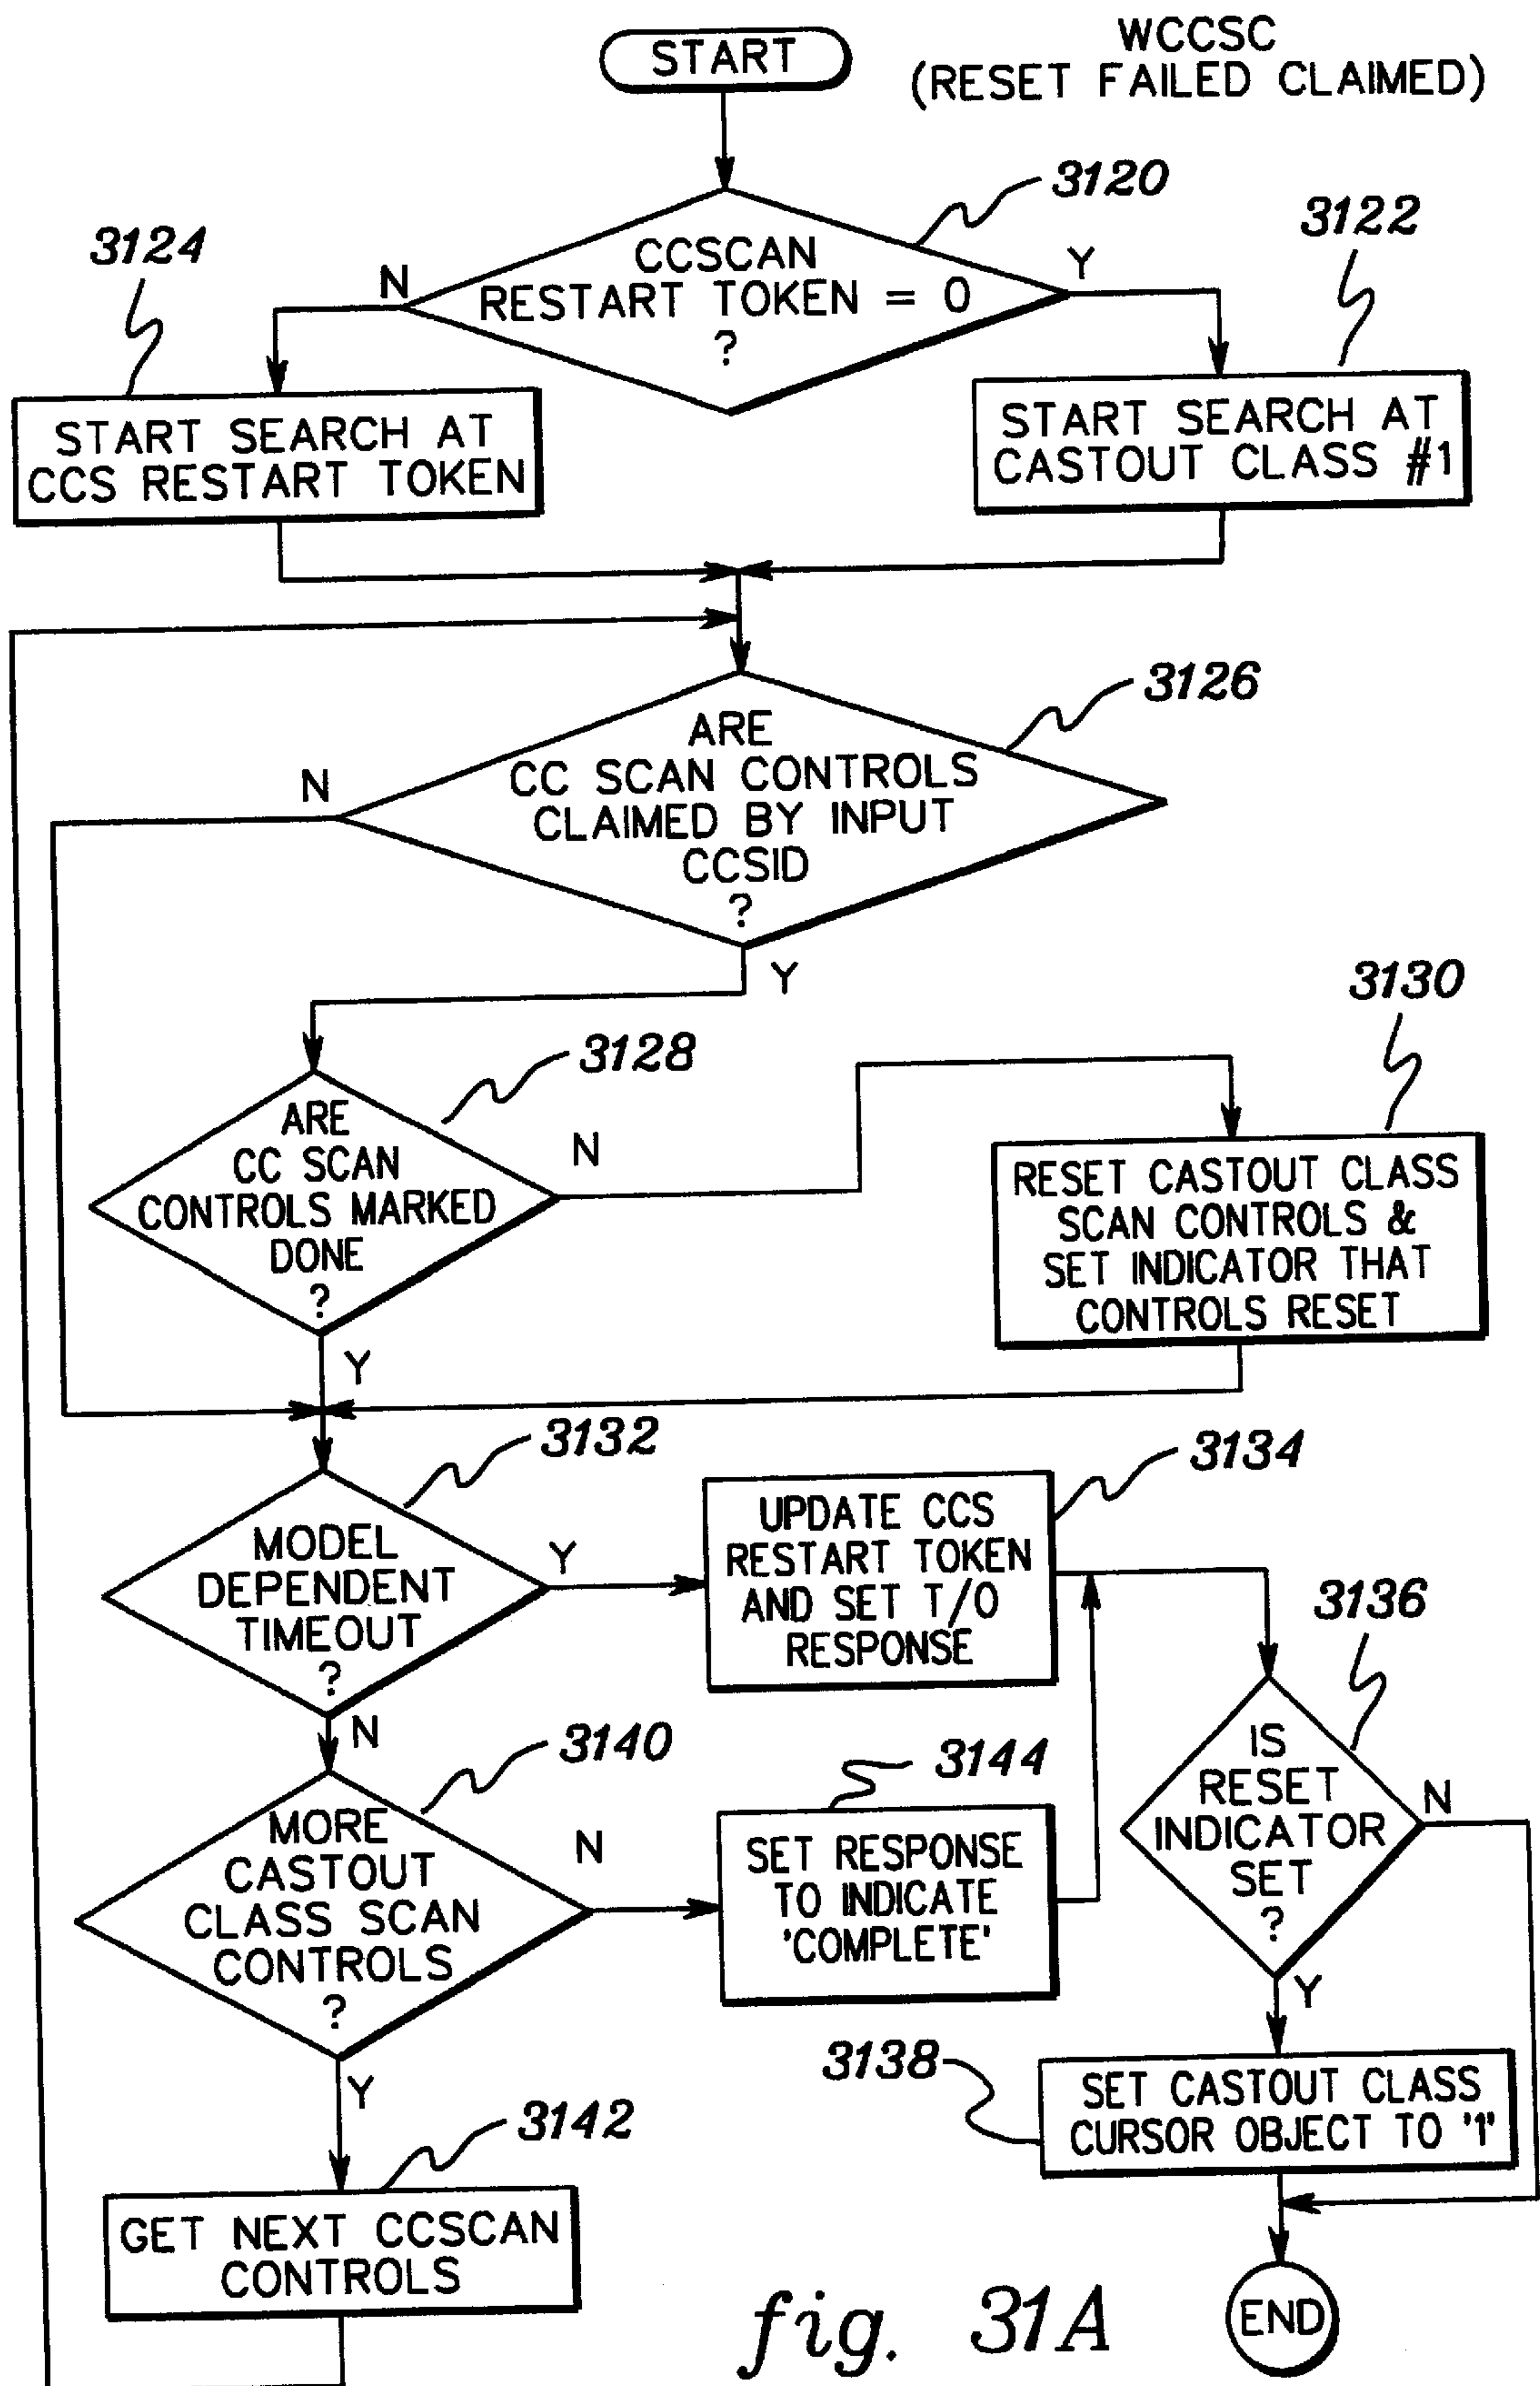 START
WCCSC
(RESET FAILED CLAIMED)
3120
3122
3124
CCSCAN
RESTART TOKEN = 0
?
N
Y
START SEARCH AT
CCS RESTART TOKEN
START SEARCH AT
CASTOUT CLASS #1
3126
ARE
CC SCAN CONTROLS
CLAIMED BY INPUT
CCSID
?
N
Y
3128
3130
ARE
CC SCAN
CONTROLS MARKED
DONE
?
N
Y
RESET CASTOUT CLASS
SCAN CONTROLS &
SET INDICATOR THAT
CONTROLS RESET
3132
3134
MODEL
DEPENDENT
TIMEOUT
?
Y
N
UPDATE CCS
RESTART TOKEN
AND SET T/O
RESPONSE
3136
IS
RESET
INDICATOR
SET
?
N
Y
3140
3144
MORE
CASTOUT
CLASS SCAN
CONTROLS
?
N
Y
SET RESPONSE
TO INDICATE
'COMPLETE'
3138
SET CASTOUT CLASS
CURSOR OBJECT TO '1'
3142
GET NEXT CCSCAN
CONTROLS
END
fig. 31A